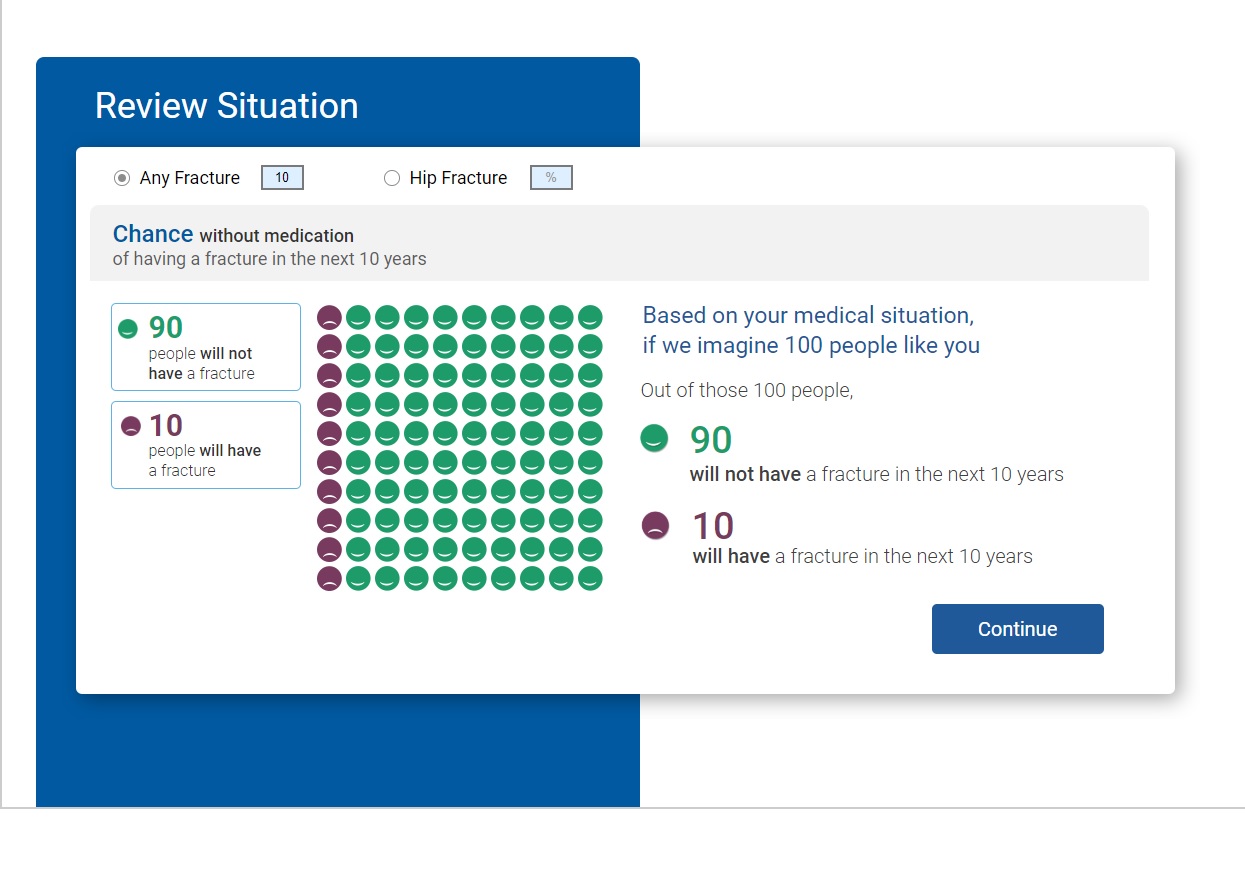 Review Situation
Any Fracture 10 Hip Fracture %
Chance without medication
of having a fracture in the next 10 years
90
people will not
have a fracture
10
people will have
a fracture
Based on your medical situation,
if we imagine 100 people like you
Out of those 100 people,
90
will not have a fracture in the next 10 years
10
will have a fracture in the next 10 years
Continue